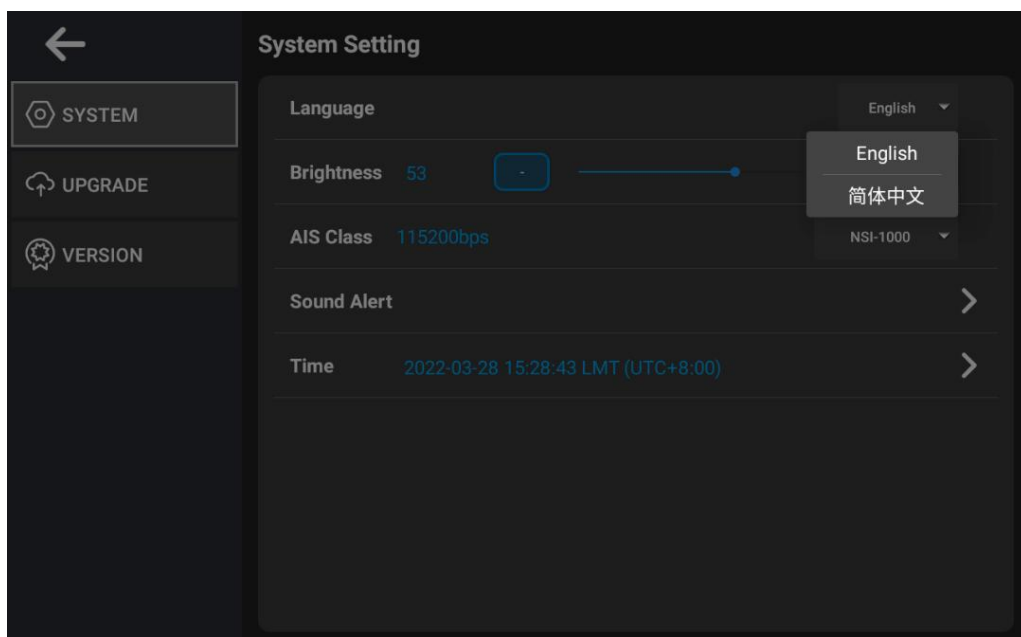 System Setting
SYSTEM
UPGRADE
VERSION
Language English
English
简体中文
Brightness 53 -
AIS Class 115200bps NSI-1000
Sound Alert
Time 2022-03-28 15:28:43 LMT (UTC+8:00)